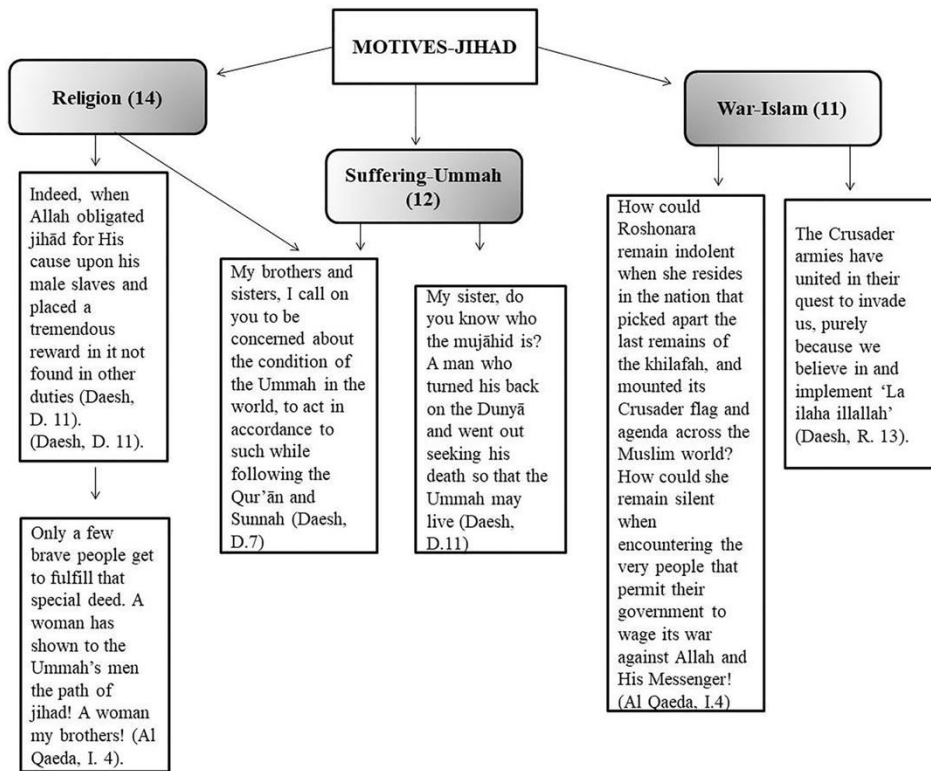 MOTIVES-JIHAD
Religion (14)
War-Islam (11)
Suffering-Ummah
(12)
Indeed, when
Allah obligated
jihād for His
cause upon his
male slaves and
placed a
tremendous
reward in it not
found in other
duties (Daesh,
D. 11).
(Daesh, D. 11).
Only a few
brave people get
to fulfill that
special deed. A
woman has
shown to the
Ummah's men
the path of
jihad! A woman
my brothers! (Al
Qaeda, I. 4).
My brothers and
sisters, I call on
you to be
concerned about
the condition of
the Ummah in the
world, to act in
accordance to
such while
following the
Qur'ān and
Sunnah (Daesh,
D.7)
My sister, do
you know who
the mujāhid is?
A man who
turned his back
on the Dunyā
and went out
seeking his
death so that the
Ummah may
live (Daesh,
D.11)
How could
Roshonara
remain indolent
when she resides
in the nation that
picked apart the
last remains of
the khilafah, and
mounted its
Crusader flag and
agenda across the
Muslim world?
How could she
remain silent
when
encountering the
very people that
permit their
government to
wage its war
against Allah and
His Messenger!
(Al Qaeda, I.4)
The Crusader
armies have
united in their
quest to invade
us, purely
because we
believe in and
implement 'La
ilaha illallah'
(Daesh, R. 13).